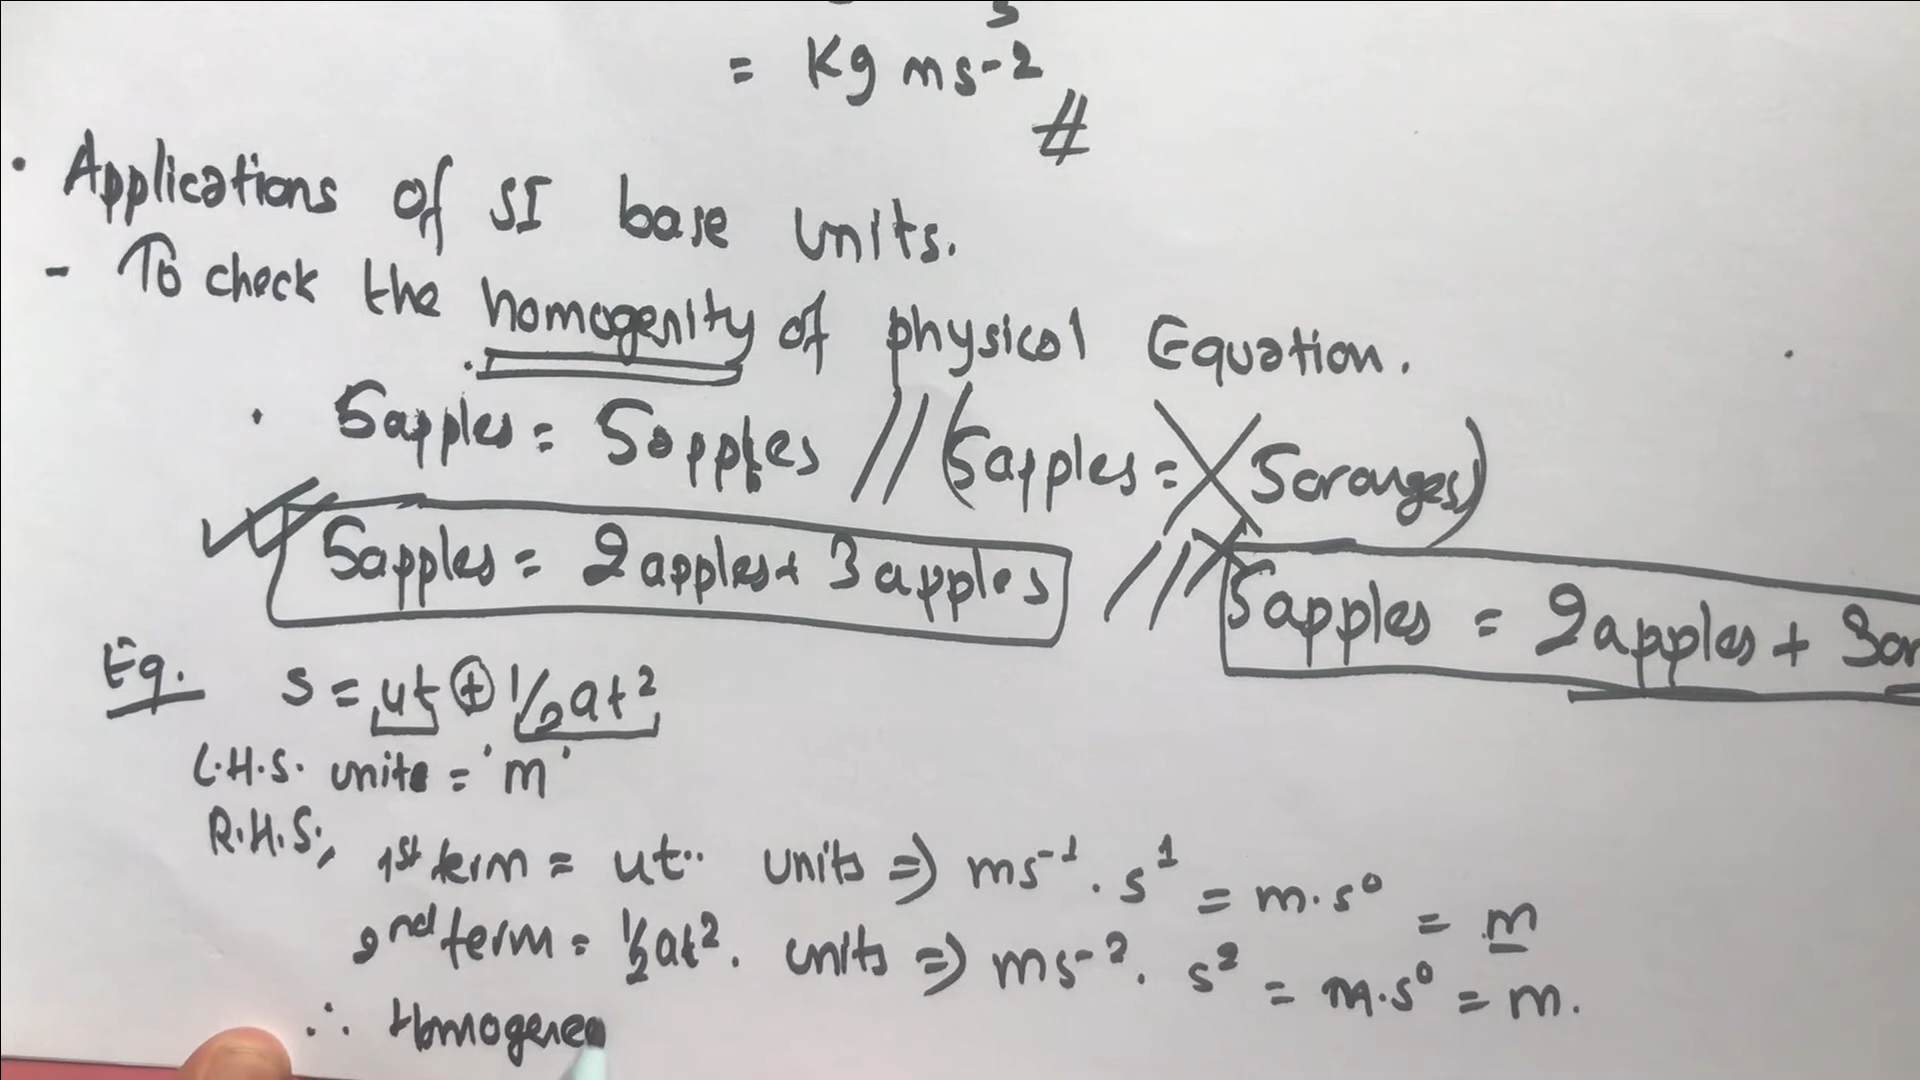 = Kg ms-2
#
• Applications of SI base units.
- To check the homogenity of physical Equation.
• 5apples = 5apples // (5apples = 5oranges)
5apples = 2apples + 3apples // 5apples = 2apples + 3or
Eg. s = ut + 1/2at²
L.H.S. units = 'm'
R.H.S, 1st term = ut.. units ⇒ ms⁻¹. s¹ = m.s⁰ = m
2nd term = ½at². units ⇒ ms⁻². s² = m.s⁰ = m.
∴ Homogene